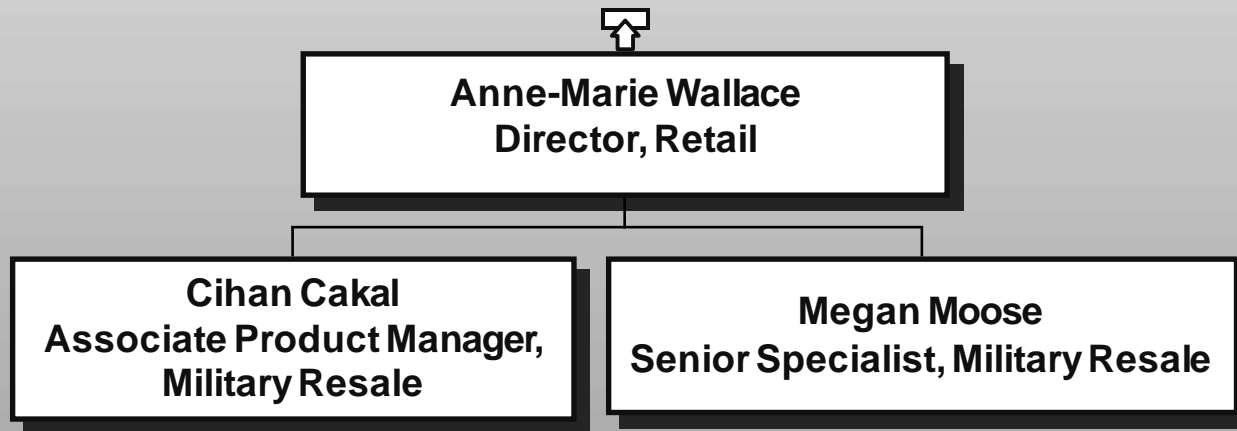 Anne-Marie Wallace
Director, Retail
Cihan Cakal
Associate Product Manager,
Military Resale
Megan Moose
Senior Specialist, Military Resale